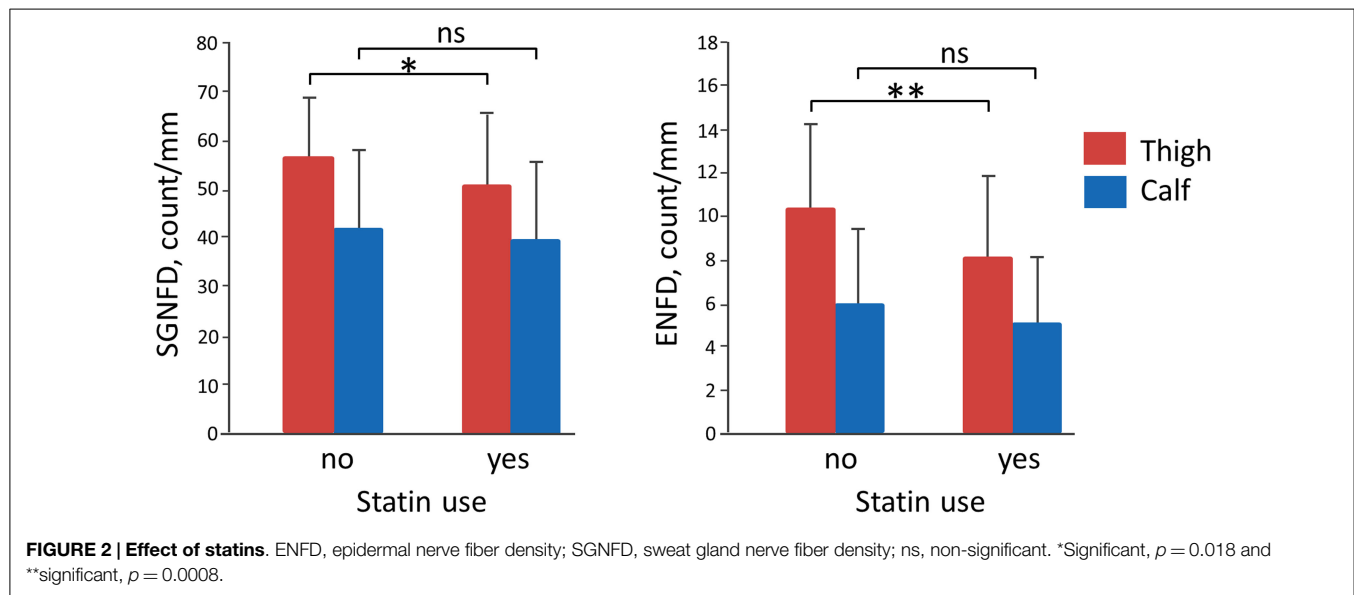 80
70
60
50
40
30
20
10
0
SGNFD, count/mm
ns
*
no
yes
Statin use
18
16
14
12
10
8
6
4
2
0
ENFD, count/mm
ns
**
no
yes
Statin use
Thigh
Calf
FIGURE 2 | Effect of statins. ENFD, epidermal nerve fiber density; SGNFD, sweat gland nerve fiber density; ns, non-significant. *Significant, p = 0.018 and
**significant, p = 0.0008.